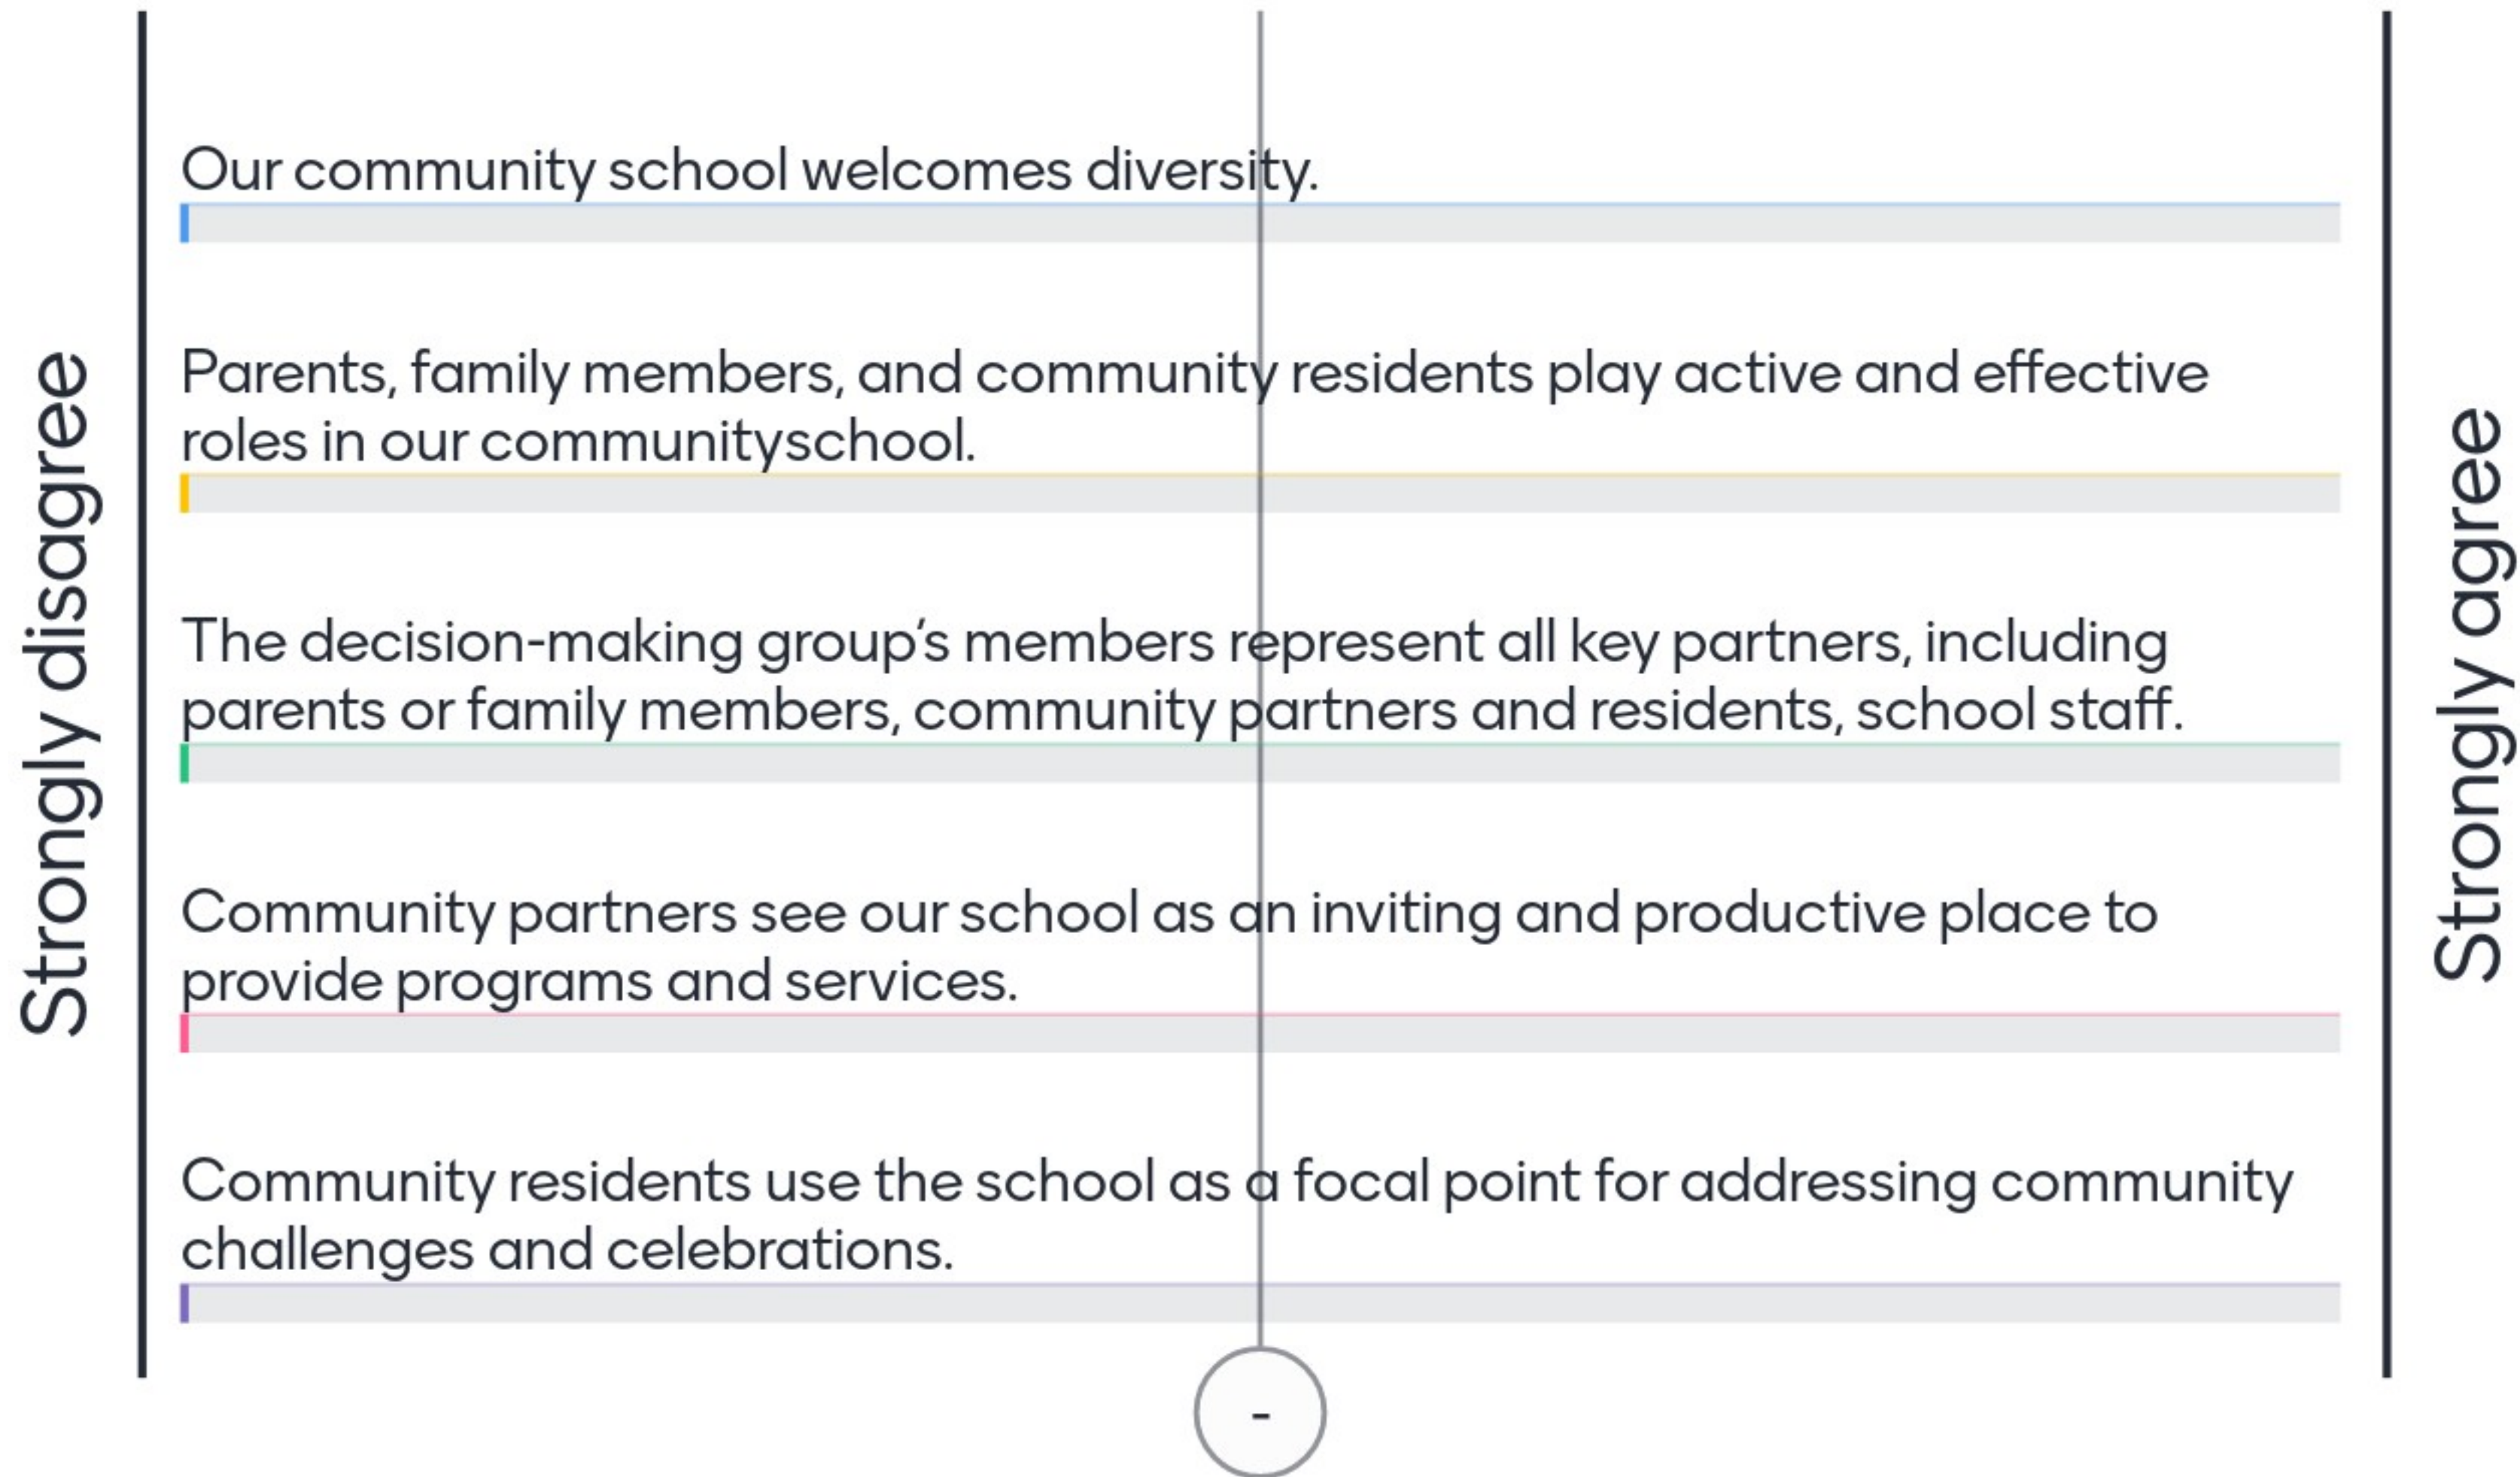 Strongly disagree
Our community school welcomes diversity.
Parents, family members, and community residents play active and effective
roles in our communityschool.
The decision-making group’s members represent all key partners, including
parents or family members, community partners and residents, school staff.
Community partners see our school as an inviting and productive place to
provide programs and services.
Community residents use the school as a focal point for addressing community
challenges and celebrations.
Strongly agree
-